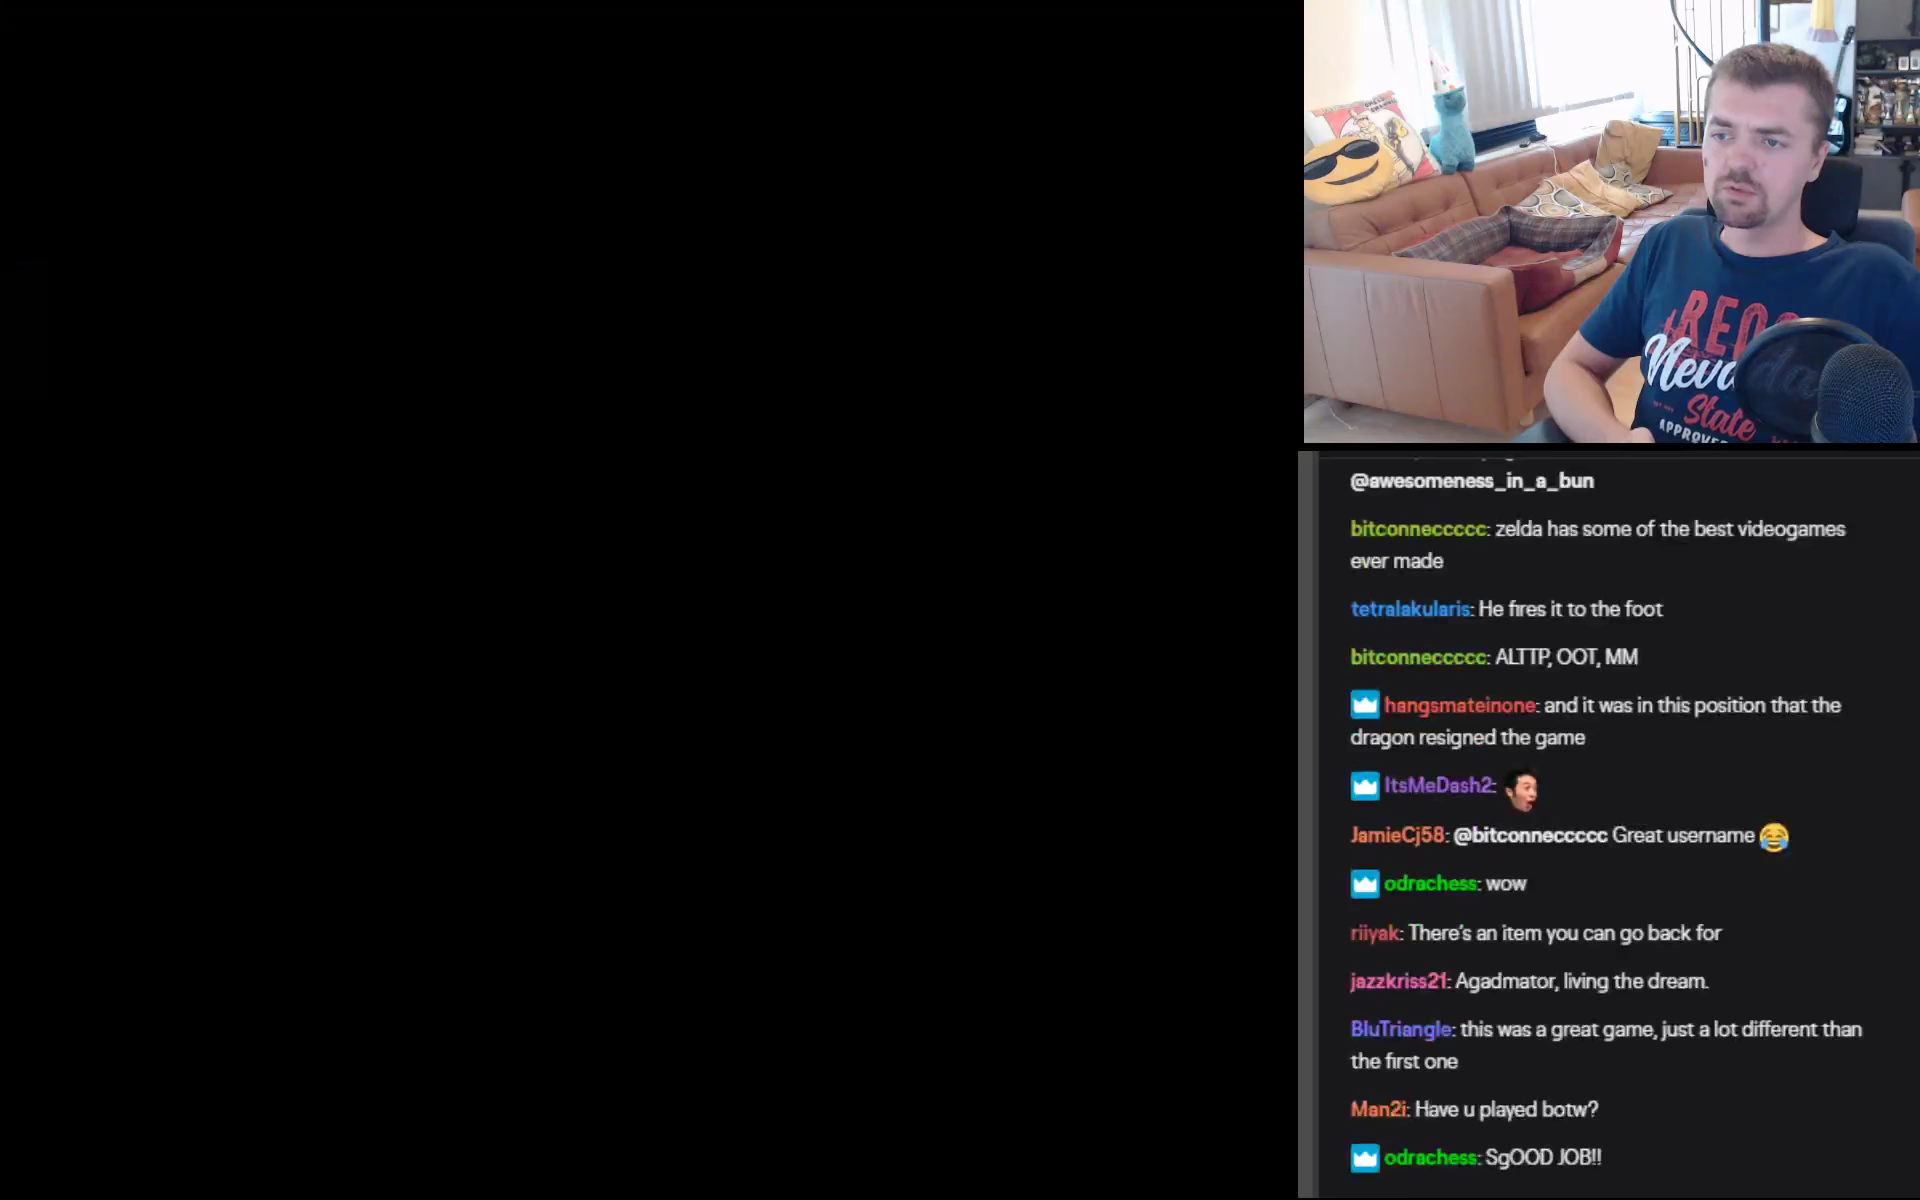 RENO
Neva
State
@awesomeness_in_a_bun
bitconneccccc: zelda has some of the best videogames
ever made
tetralakularis: He fires it to the foot
bitconneccccc: ALTTP, OOT, MM
hangsmateinone: and it was in this position that the
dragon resigned the game
ItsMeDash2:
JamieCj58: @bitconneccccc Great username
odrachess: wow
riiyak: There's an item you can go back for
jazzkriss21: Agadmator, living the dream.
BluTriangle: this was a great game, just a lot different than
the first one
Man2i: Have u played botw?
odrachess: SgOOD JOB!!